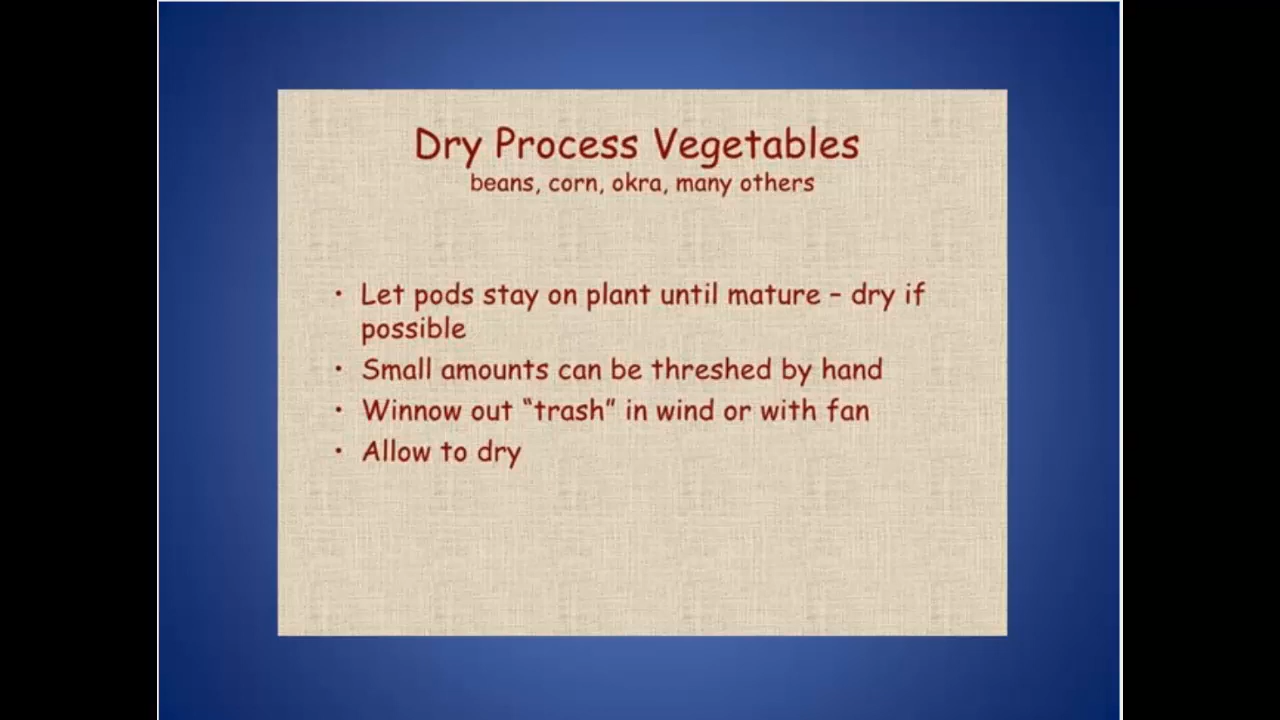 Dry Process Vegetables
beans, corn, okra, many others
• Let pods stay on plant until mature – dry if
possible
• Small amounts can be threshed by hand
• Winnow out “trash” in wind or with fan
• Allow to dry